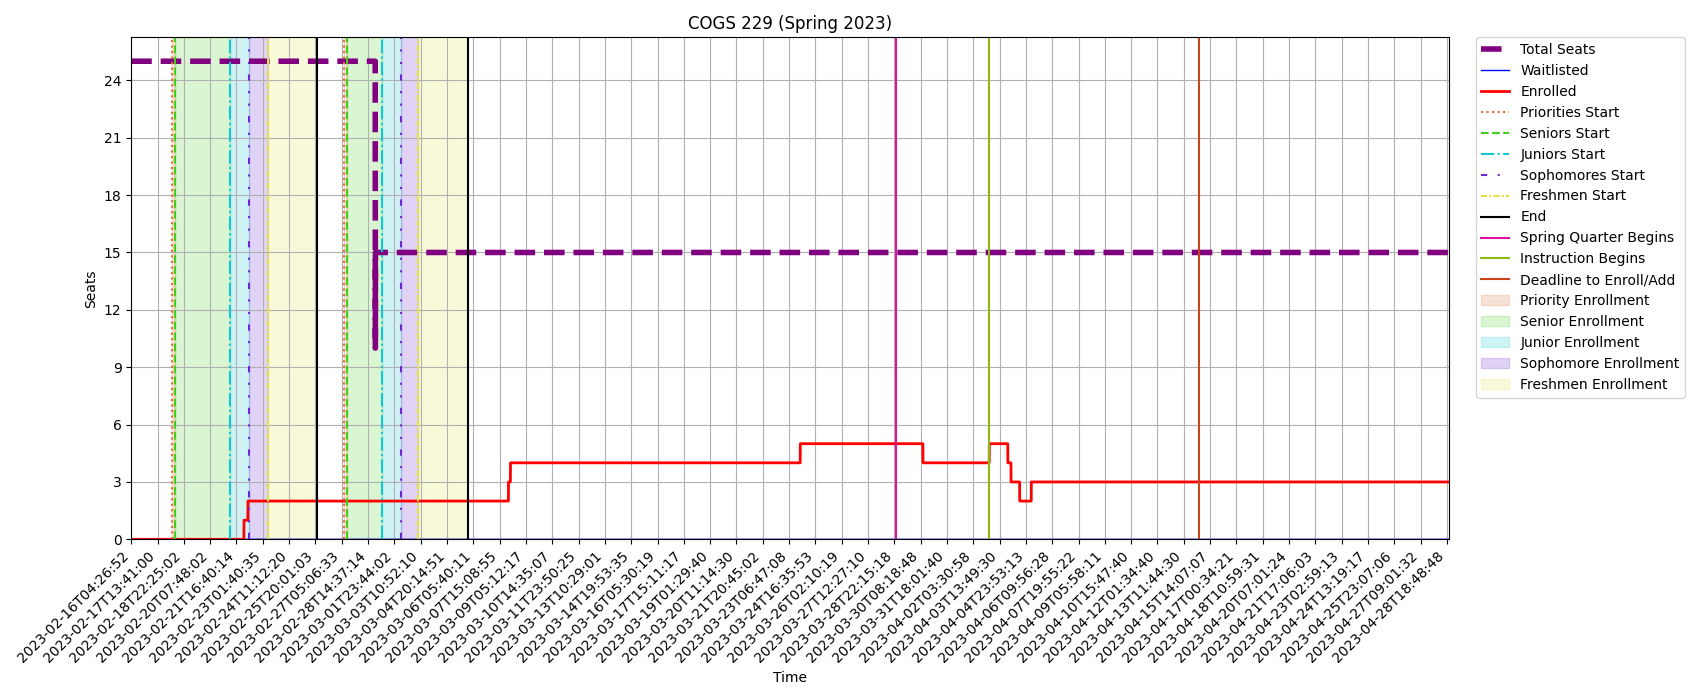 COGS 229 (Spring 2023)
Total Seats
Waitlisted
Enrolled
Priorities Start
Seniors Start
Juniors Start
Sophomores Start
Freshmen Start
End
Spring Quarter Begins
Instruction Begins
Deadline to Enroll/Add
Priority Enrollment
Senior Enrollment
Junior Enrollment
Sophomore Enrollment
Freshmen Enrollment
Seats
24
21
18
15
12
9
6
3
0
2023-02-16T04:26:52
2023-02-17T13:41:00
2023-02-18T22:25:02
2023-02-20T07:48:02
2023-02-21T16:40:14
2023-02-23T01:40:35
2023-02-24T11:12:20
2023-02-25T20:01:03
2023-02-27T05:06:33
2023-02-28T14:37:14
2023-03-01T23:44:02
2023-03-03T10:52:10
2023-03-04T20:14:51
2023-03-06T05:40:11
2023-03-07T15:08:55
2023-03-09T05:12:17
2023-03-10T14:35:07
2023-03-11T23:50:25
2023-03-13T10:29:01
2023-03-14T19:53:35
2023-03-16T05:30:19
2023-03-17T15:11:17
2023-03-19T01:29:40
2023-03-20T11:14:30
2023-03-21T20:45:02
2023-03-23T06:47:08
2023-03-24T16:35:53
2023-03-26T02:10:19
2023-03-27T12:27:10
2023-03-28T22:15:18
2023-03-30T08:18:48
2023-03-31T18:01:40
2023-04-02T03:30:58
2023-04-03T13:49:30
2023-04-04T23:53:13
2023-04-06T09:56:28
2023-04-07T19:55:22
2023-04-09T05:58:11
2023-04-10T15:47:40
2023-04-12T01:34:40
2023-04-13T11:44:30
2023-04-15T14:07:07
2023-04-17T00:34:21
2023-04-18T10:59:31
2023-04-20T07:01:24
2023-04-21T17:06:03
2023-04-23T02:59:13
2023-04-24T13:19:17
2023-04-25T23:07:06
2023-04-27T09:01:32
2023-04-28T18:48:48
Time